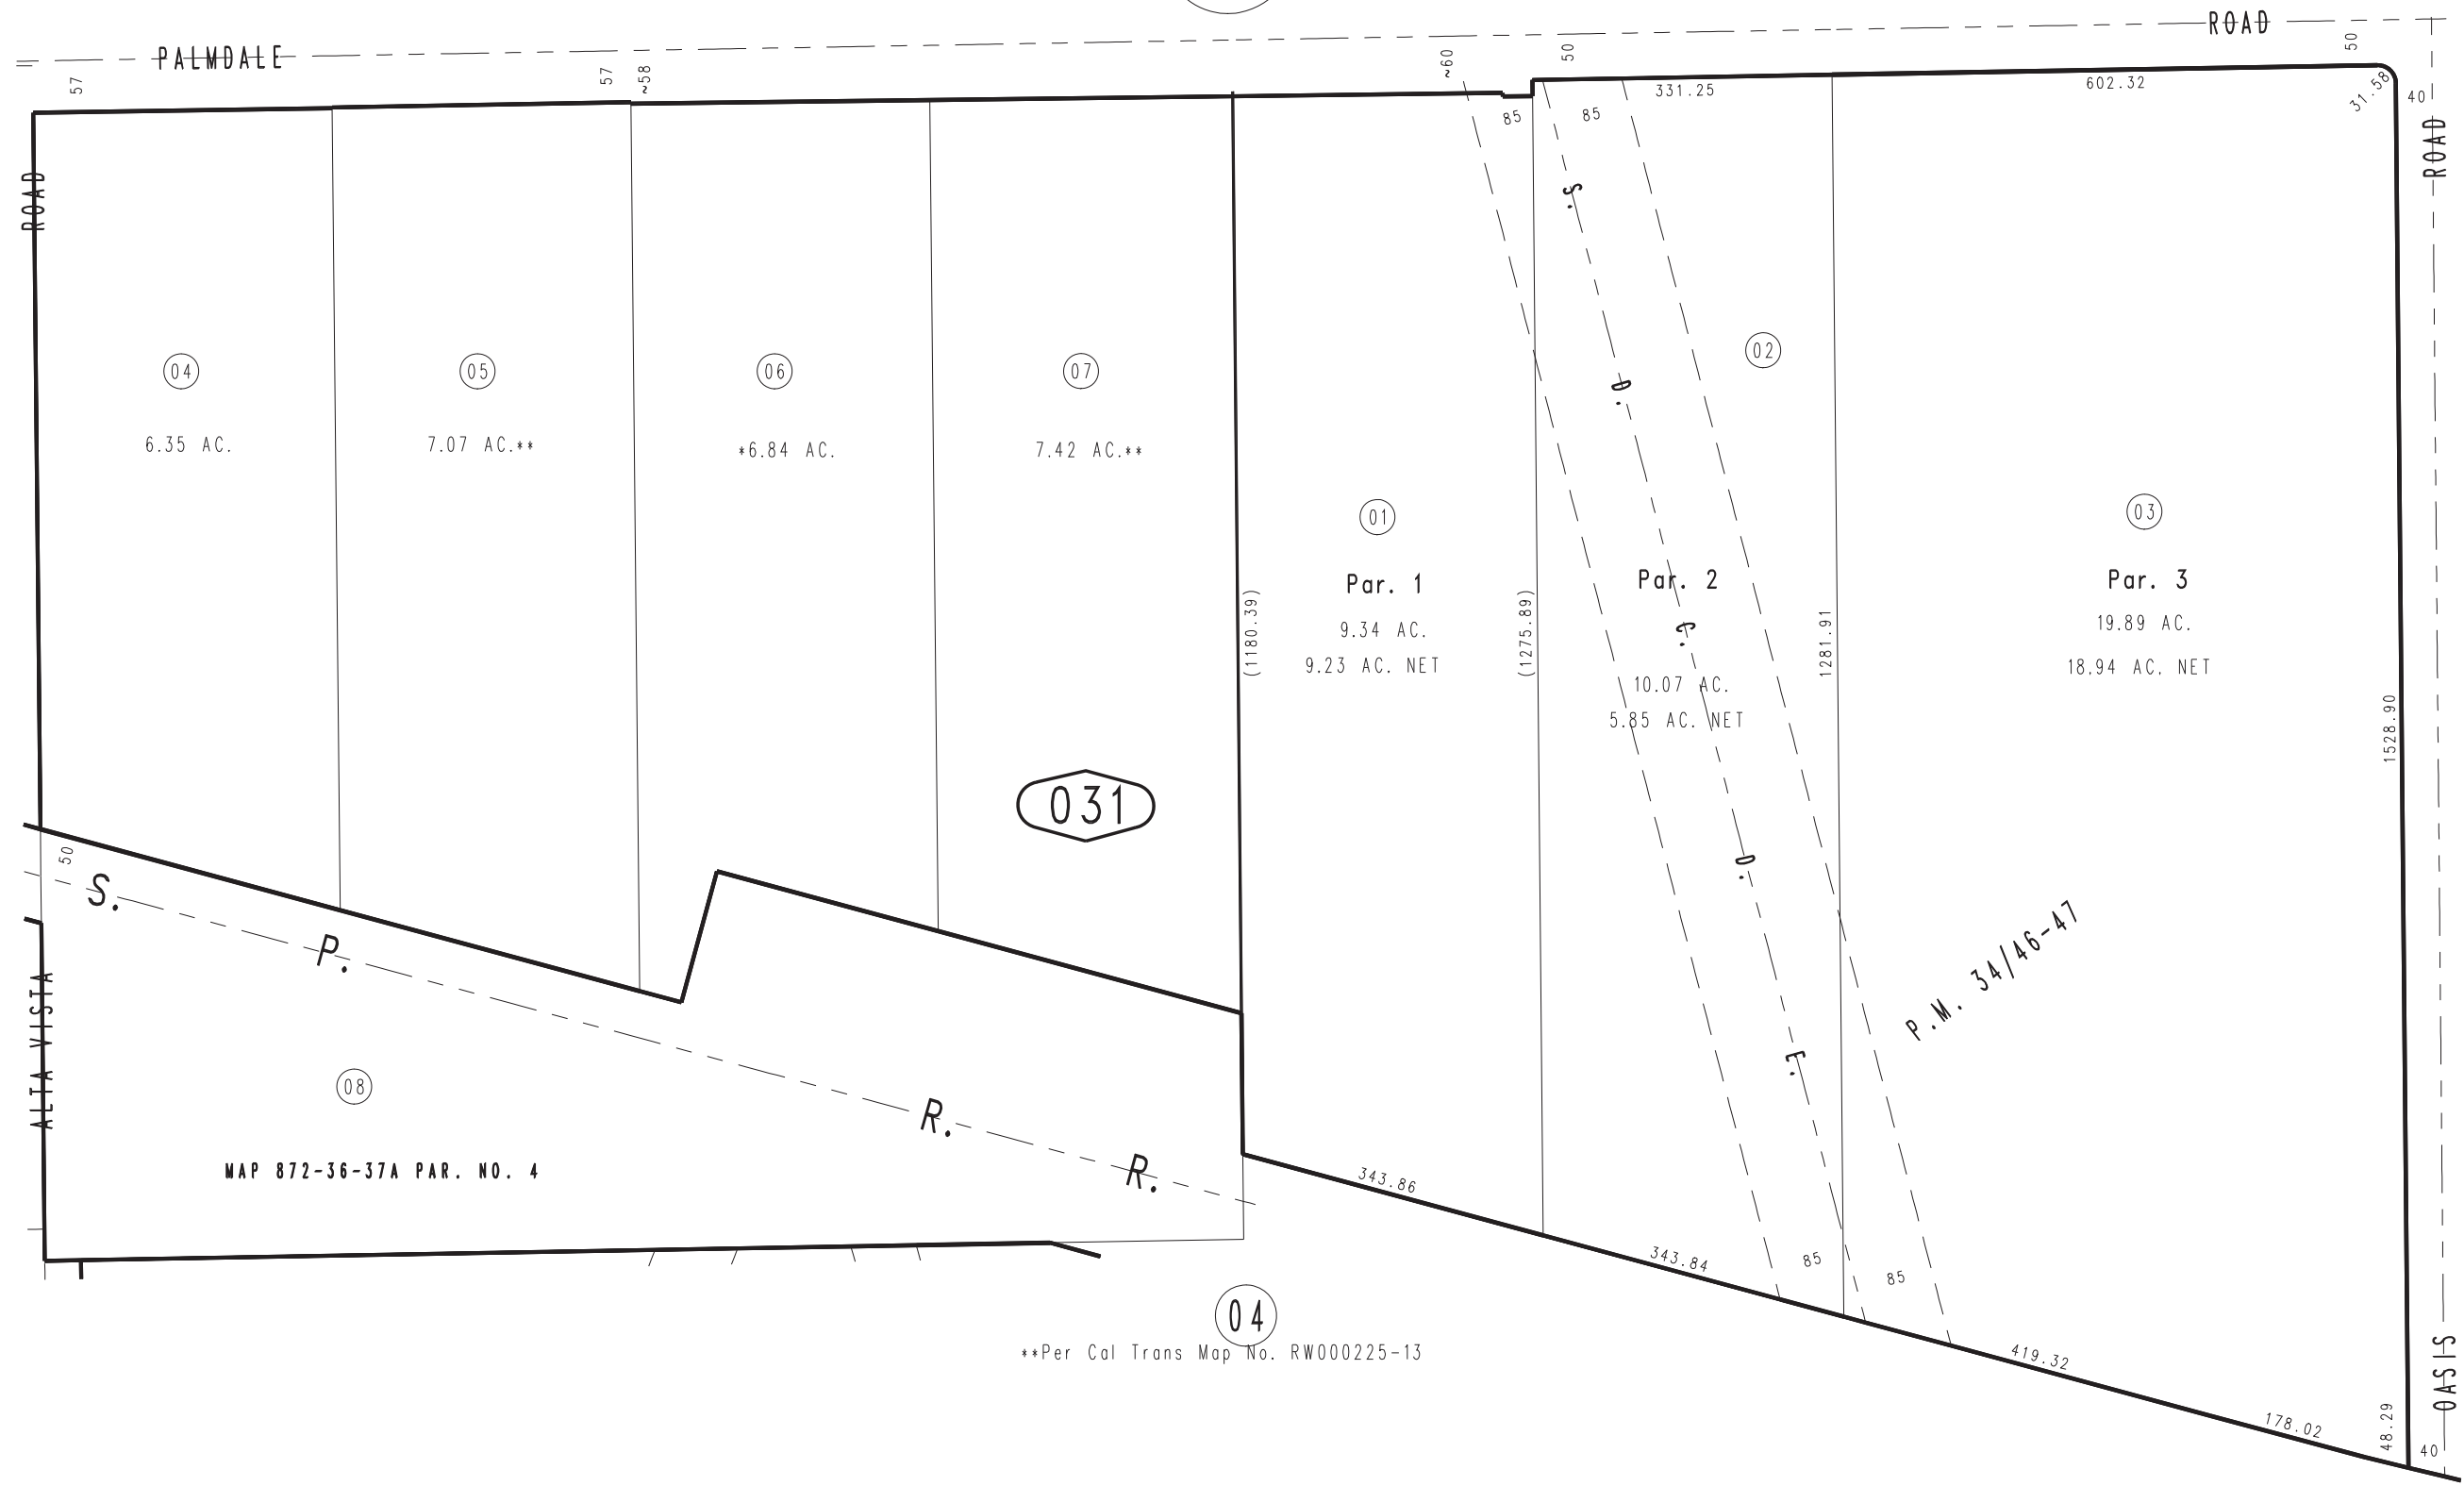 PALMDALE
ROAD
57
57
~58
~60
50
50
331.25
602.32
31.58
40
85
85
ROAD
ROAD
S.
D.
C.
D.
E.
04
6.35 AC.
05
7.07 AC.**
06
*6.84 AC.
07
7.42 AC.**
02
01
Par. 1
9.34 AC.
9.23 AC. NET
Par. 2
10.07 AC.
5.85 AC. NET
03
Par. 3
19.89 AC.
18.94 AC. NET
(1180.39)
(1275.89)
1281.91
1528.90
031
50
S.
P.
R.
R.
P.M. 34/46-47
ALTA VISTA
08
MAP 872-36-37A PAR. NO. 4
343.86
343.84
85
85
419.32
178.02
48.29
40
OASIS
04
**Per Cal Trans Map No. RW000225-13